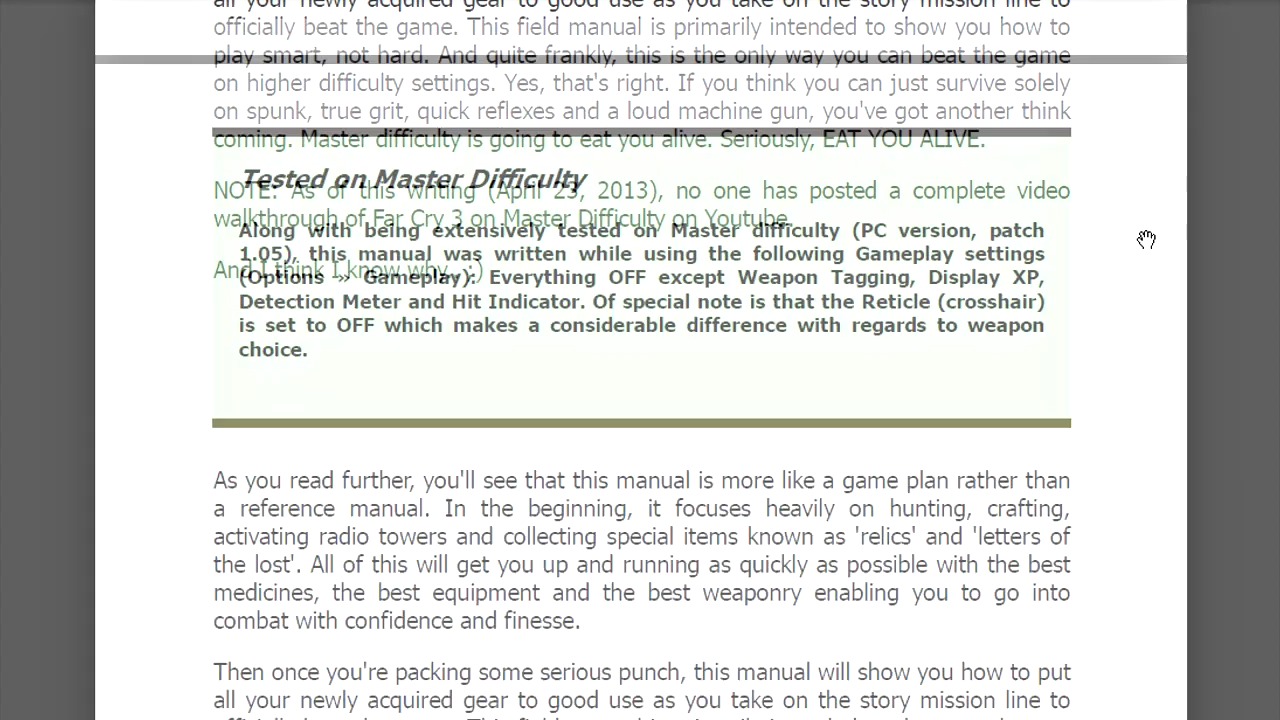 all your newly acquired gear to good use as you take on the story mission line to
officially beat the game. This field manual is primarily intended to show you how to
play smart, not hard. And quite frankly, this is the only way you can beat the game
on higher difficulty settings. Yes, that's right. If you think you can just survive solely
on spunk, true grit, quick reflexes and a loud machine gun, you've got another think
coming. Master difficulty is going to eat you alive. Seriously, EAT YOU ALIVE.
Tested on Master Difficulty
NOTE: As of this writing (April 23, 2013), no one has posted a complete video
walkthrough of Far Cry 3 on Master Difficulty on Youtube.
Along with being extensively tested on Master difficulty (PC version, patch
1.05), this manual was written while using the following Gameplay settings
And I think I know why. ;)
(Options » Gameplay): Everything OFF except Weapon Tagging, Display XP,
Detection Meter and Hit Indicator. Of special note is that the Reticle (crosshair)
is set to OFF which makes a considerable difference with regards to weapon
choice.
As you read further, you'll see that this manual is more like a game plan rather than
a reference manual. In the beginning, it focuses heavily on hunting, crafting,
activating radio towers and collecting special items known as 'relics' and 'letters of
the lost'. All of this will get you up and running as quickly as possible with the best
medicines, the best equipment and the best weaponry enabling you to go into
combat with confidence and finesse.
Then once you're packing some serious punch, this manual will show you how to put
all your newly acquired gear to good use as you take on the story mission line to